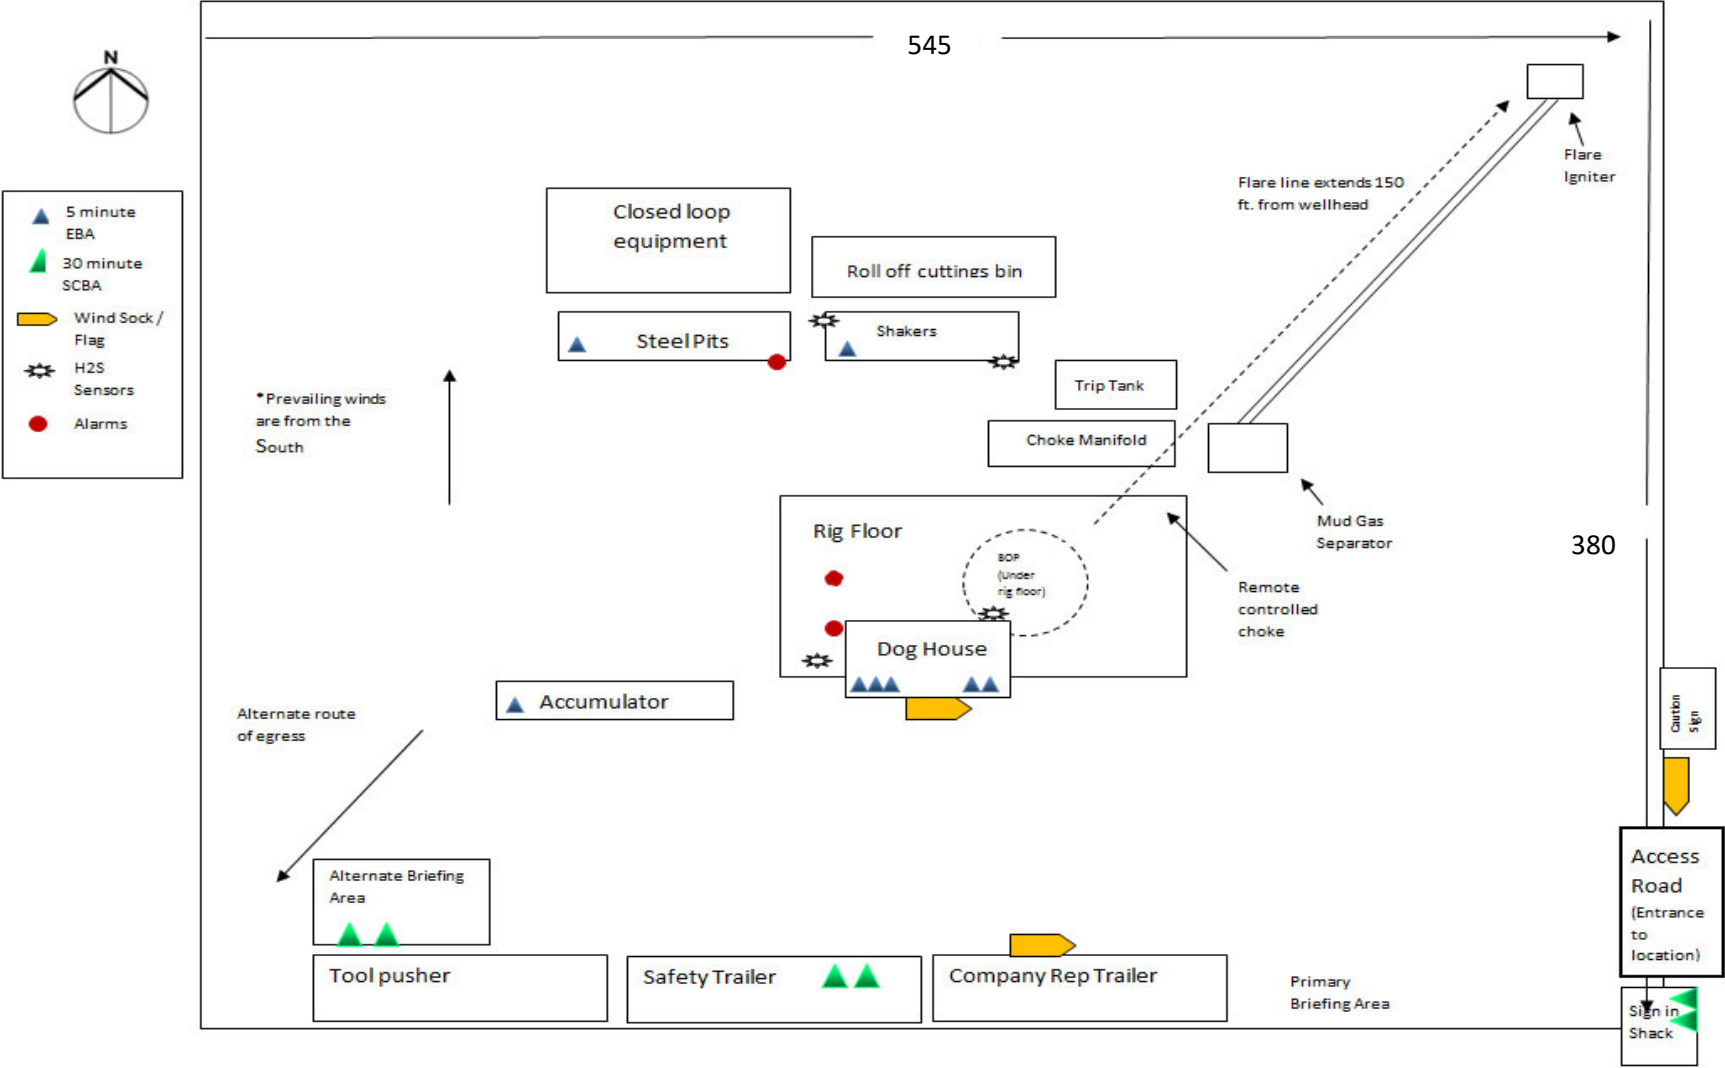 545
N
Flare
Igniter
Flare line extends 150
ft. from wellhead
5 minute
EBA
30 minute
SCBA
Wind Sock /
Flag
H2S
Sensors
Alarms
Closed loop
equipment
Roll off cuttings bin
Steel Pits
Shakers
Trip Tank
*Prevailing winds
are from the
South
Choke Manifold
Mud Gas
Separator
380
Rig Floor
BOP
(Under
rig floor)
Remote
controlled
choke
Dog House
Accumulator
Caution
Sign
Alternate route
of egress
Access
Road
(Entrance
to
location)
Alternate Briefing
Area
Tool pusher
Safety Trailer
Company Rep Trailer
Primary
Briefing Area
Sign in
Shack